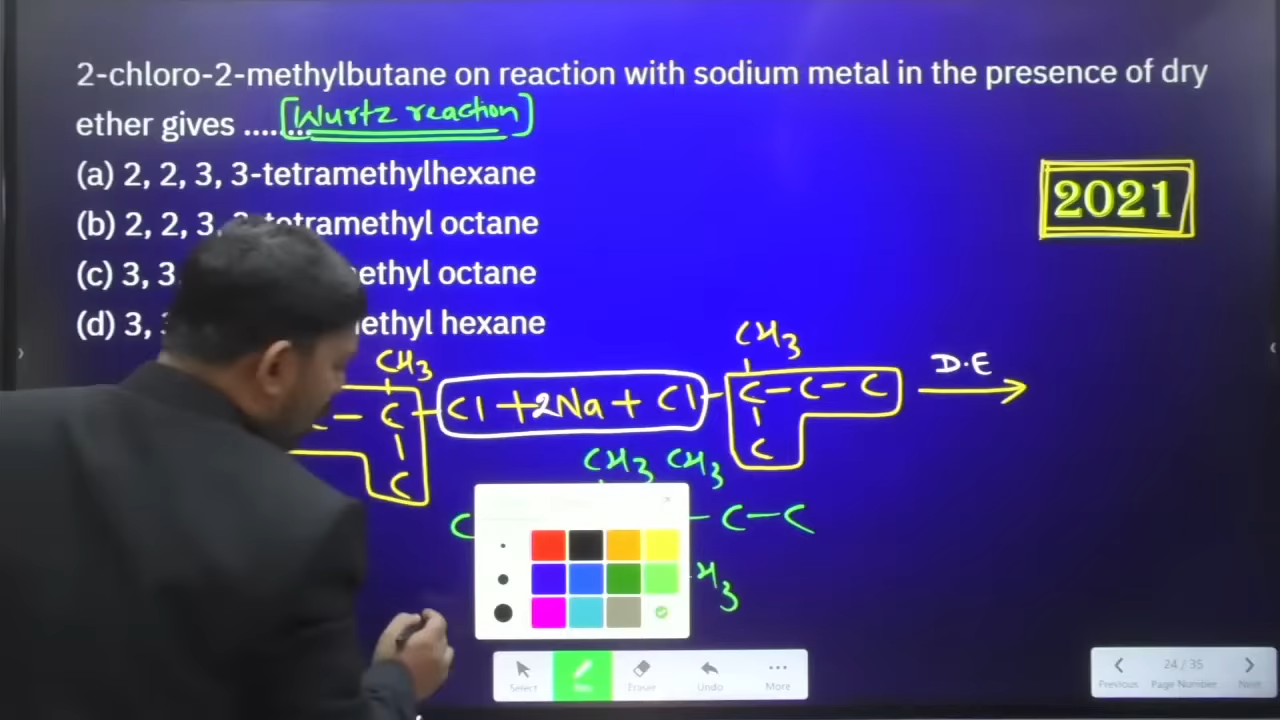 2-chloro-2-methylbutane on reaction with sodium metal in the presence of dry
ether gives ........ [Wurtz reaction]
(a) 2, 2, 3, 3-tetramethylhexane
2021
(b) 2, 2, 3, tetramethyl octane
(c) 3, 3 ethyl octane
(d) 3, ethyl hexane
CH3
CH3
C - C - Cl + 2Na + Cl - C - C - C
D.E
C
C
CH3 CH3
C - C - C
H3
Select Pen Eraser Undo More
24 / 35
Previous Page Number Next